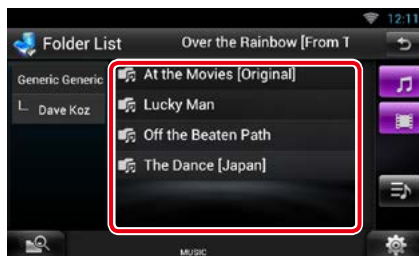 12:11
Folder List
Over the Rainbow [From T
Generic Generic
At the Movies [Original]
Dave Koz
Lucky Man
Off the Beaten Path
The Dance [Japan]
MUSIC